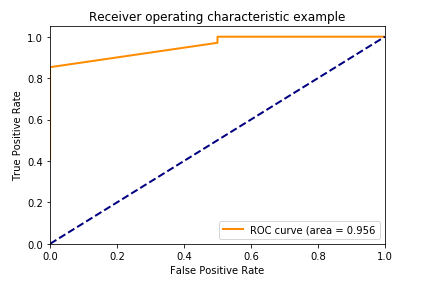 Receiver operating characteristic example
True Positive Rate
1.0
0.8
0.6
0.4
0.2
0.0
ROC curve (area = 0.956
0.0 0.2 0.4 0.6 0.8 1.0
False Positive Rate